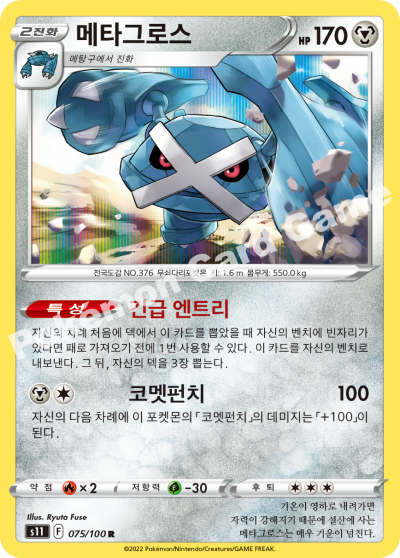 2진화 메타그로스 HP 170
메탕구에서 진화
전국도감 NO.376 무쇠다리포켓몬 키: 1.6 m 몸무게: 550.0 kg
특성 긴급 엔트리
자신의 차례 처음에 덱에서 이 카드를 뽑았을 때 자신의 벤치에 빈자리가
있다면 패로 가져오기 전에 1번 사용할 수 있다. 이 카드를 자신의 벤치로
내보낸다. 그 뒤, 자신의 덱을 3장 뽑는다.
코멧펀치 100
자신의 다음 차례에 이 포켓몬의 「코멧펀치」의 데미지는 「+100」이
된다.
약점 ×2 저항력 -30 후퇴
Illus. Ryuta Fuse
s11 F 075/100 R
기온이 영하로 내려가면
자력이 강해지기 때문에 설산에 사는
메타그로스는 매우 기운이 넘친다.
©2022 Pokémon/Nintendo/Creatures/GAME FREAK.
Pokémon Card Game